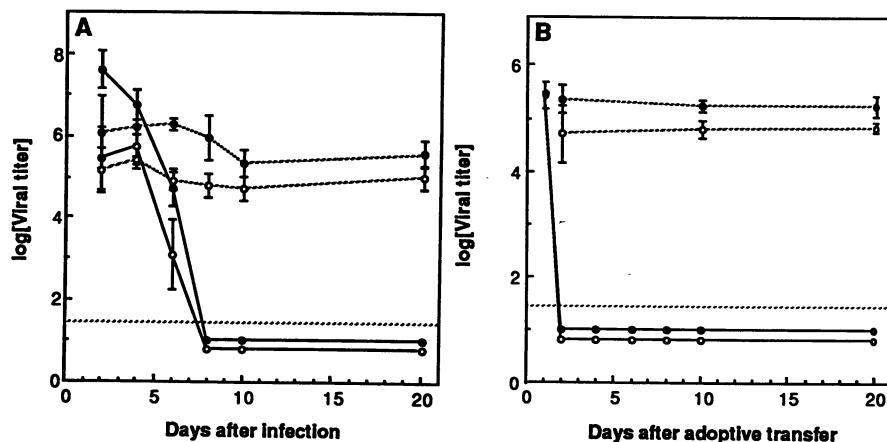 A
8
6
4
2
0
0 5 10 15 20
log[Viral titer]
Days after infection
B
6
4
2
0
0 5 10 15 20
log[Viral titer]
Days after adoptive transfer